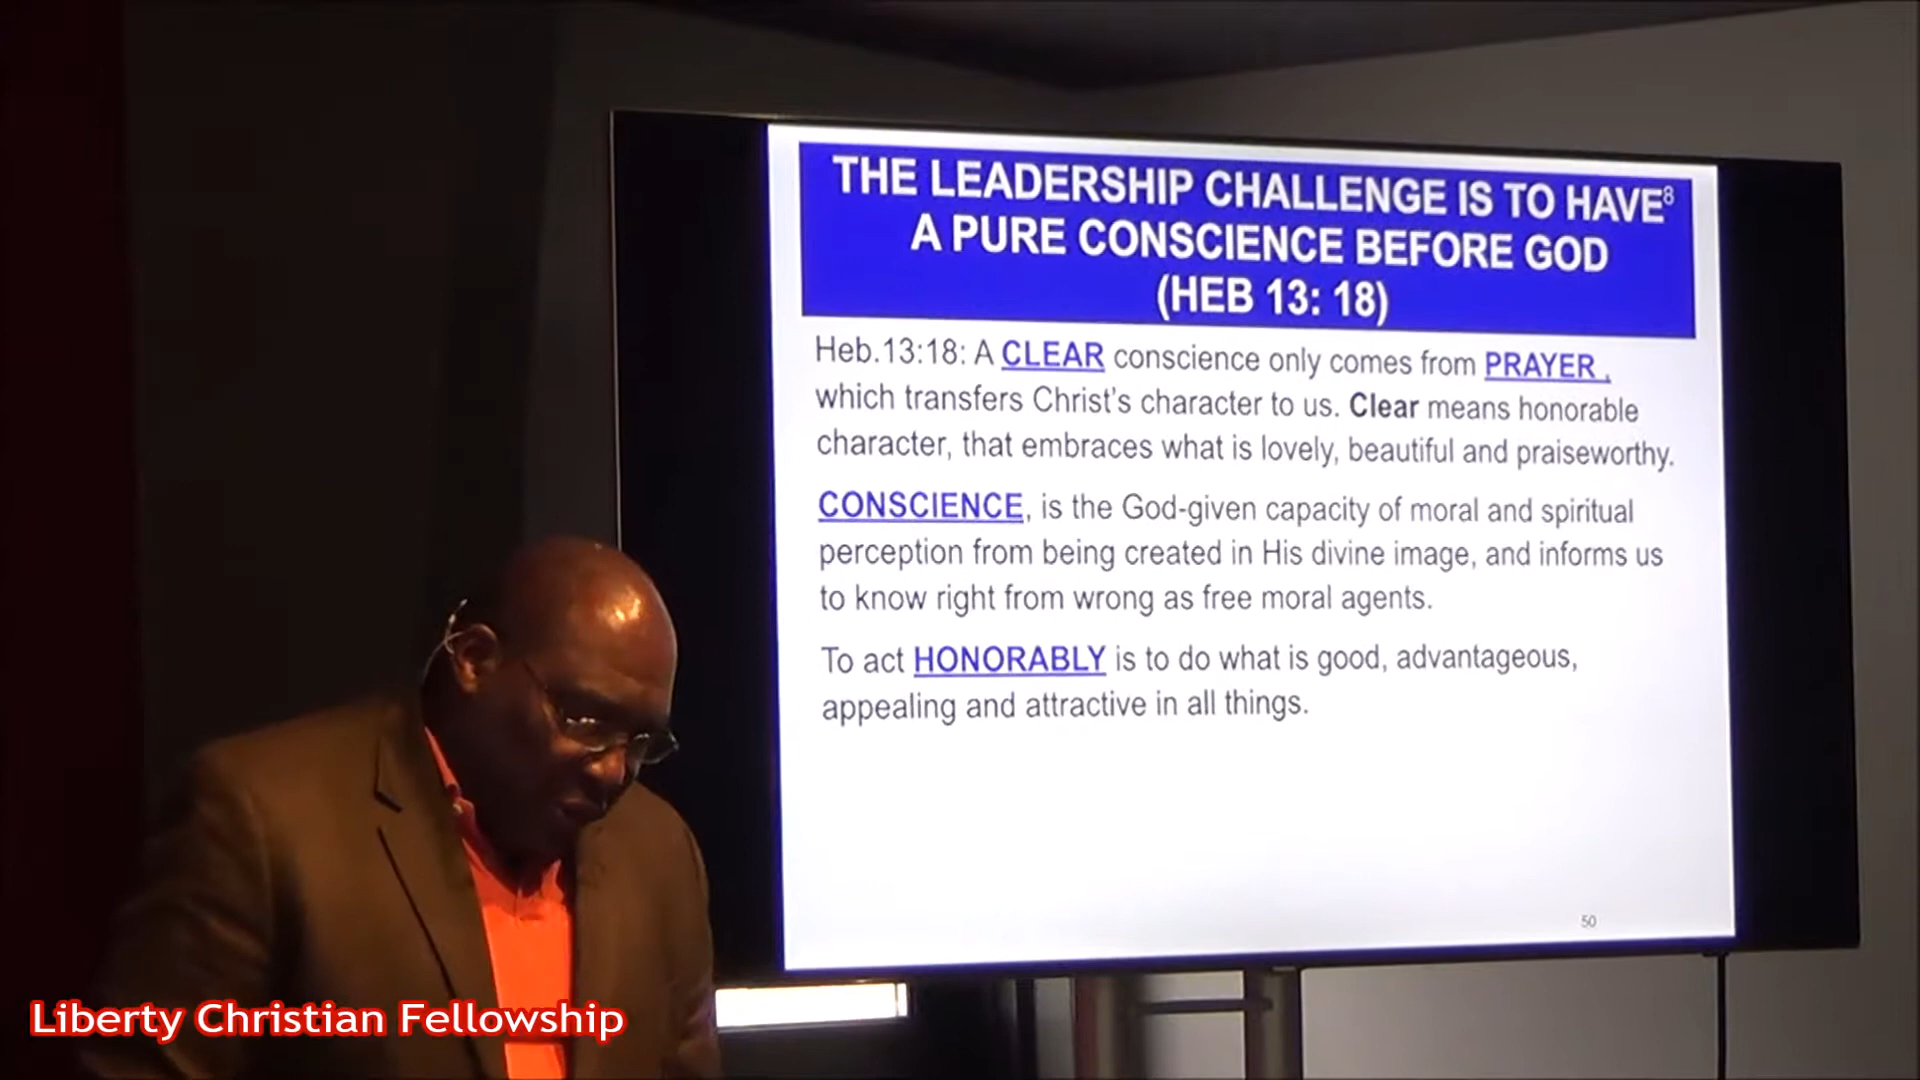 THE LEADERSHIP CHALLENGE IS TO HAVE8
A PURE CONSCIENCE BEFORE GOD
(HEB 13: 18)
Heb.13:18: A CLEAR conscience only comes from PRAYER ,
which transfers Christ's character to us. Clear means honorable
character, that embraces what is lovely, beautiful and praiseworthy.
CONSCIENCE, is the God-given capacity of moral and spiritual
perception from being created in His divine image, and informs us
to know right from wrong as free moral agents.
To act HONORABLY is to do what is good, advantageous,
appealing and attractive in all things.
50
Liberty Christian Fellowship